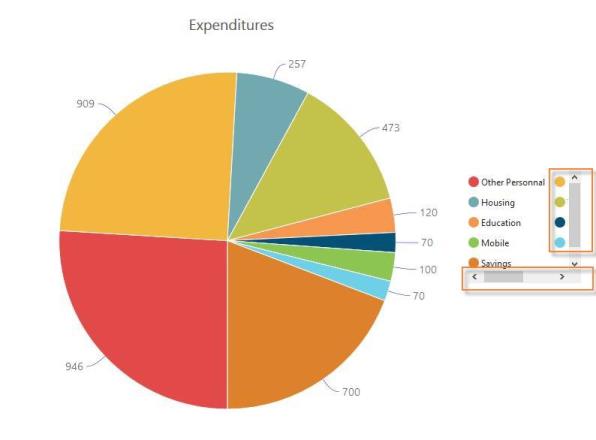 Expenditures
257
909
473
120
70
100
70
946
700
Other Personnal
Housing
Education
Mobile
Savings